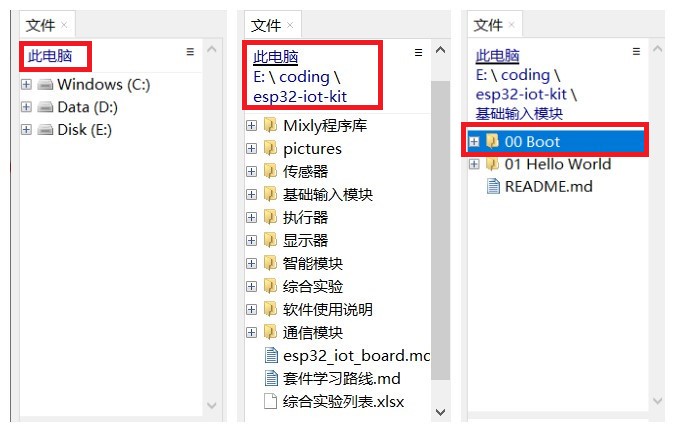 文件 ×
此电脑
Windows (C:)
Data (D:)
Disk (E:)
文件 ×
此电脑
E: \ coding \
esp32-iot-kit
Mixly程序库
pictures
传感器
基础输入模块
执行器
显示器
智能模块
综合实验
软件使用说明
通信模块
esp32_iot_board.md
套件学习路线.md
综合实验列表.xlsx
文件 ×
此电脑
E: \ coding \
esp32-iot-kit \
基础输入模块
00 Boot
01 Hello World
README.md